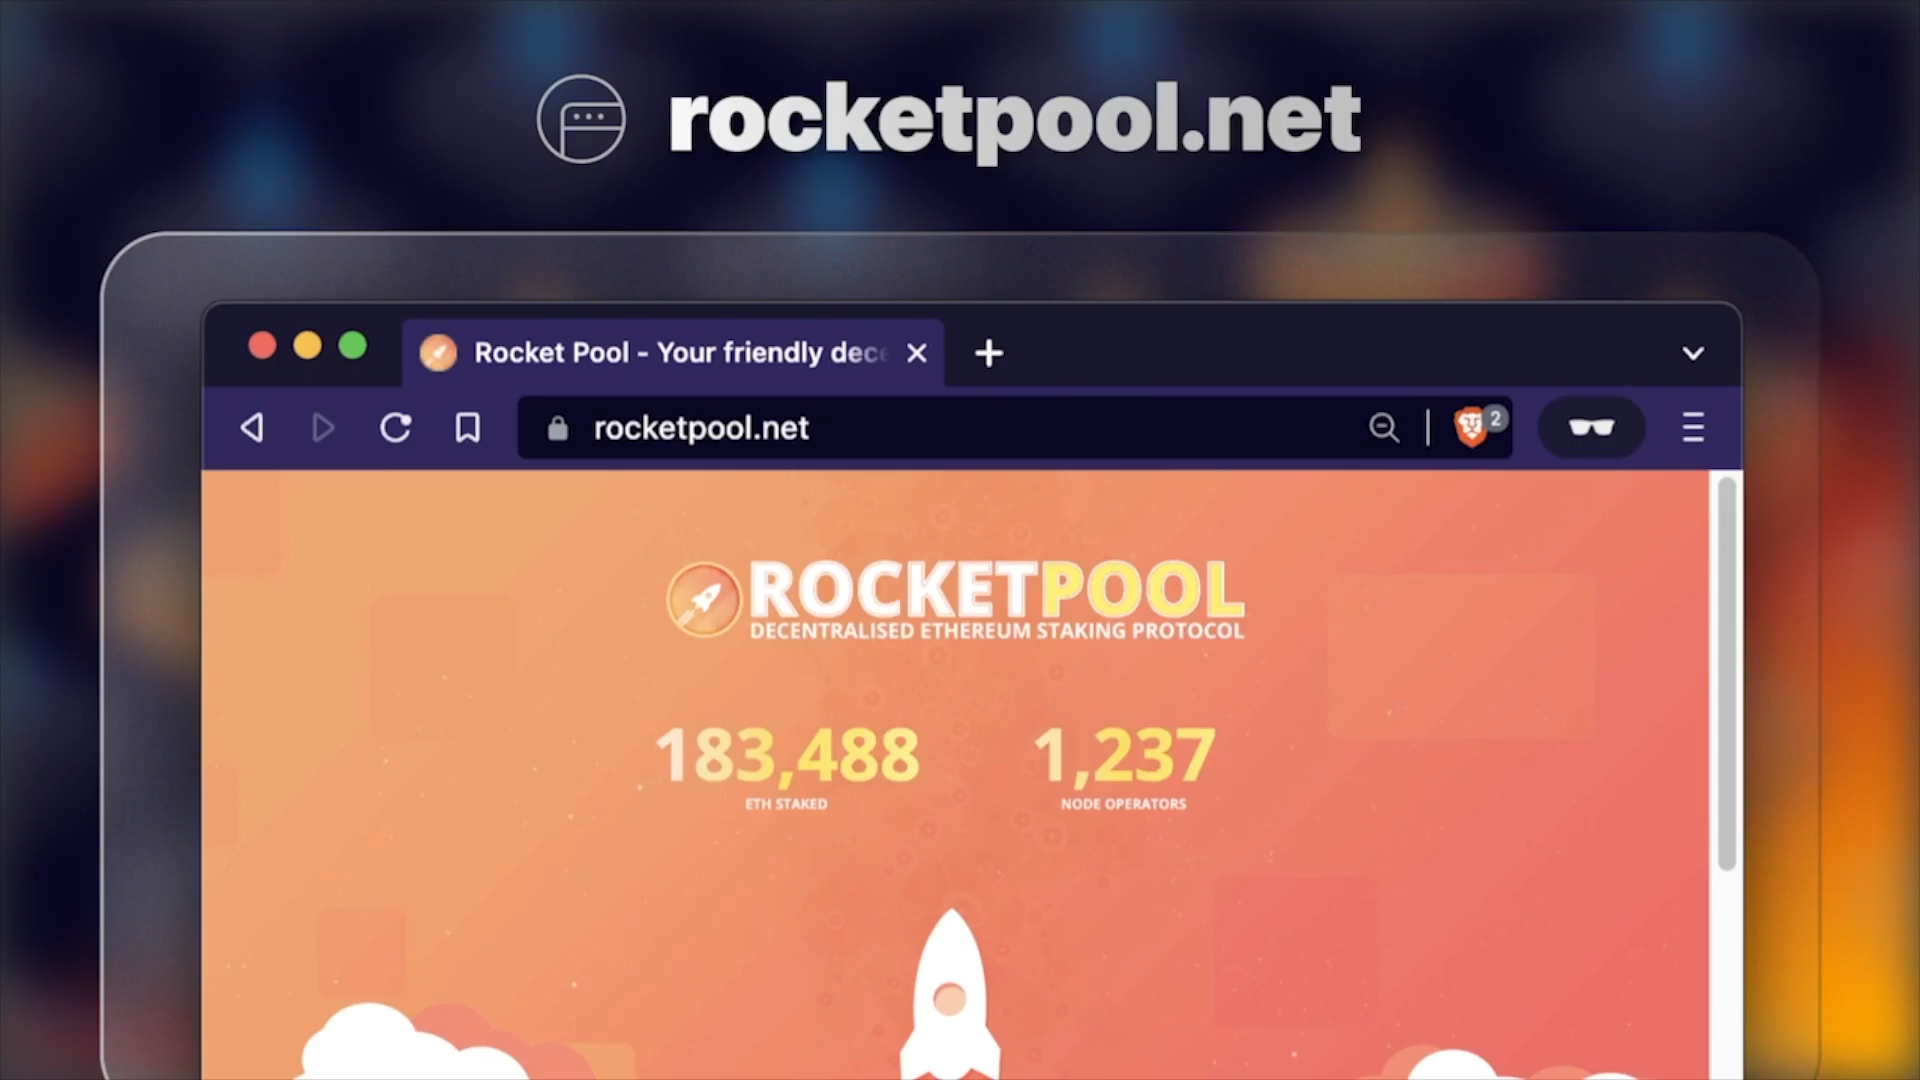 rocketpool.net
Rocket Pool - Your friendly dece
rocketpool.net
2
ROCKETPOOL
DECENTRALISED ETHEREUM STAKING PROTOCOL
183,488
ETH STAKED
1,237
NODE OPERATORS